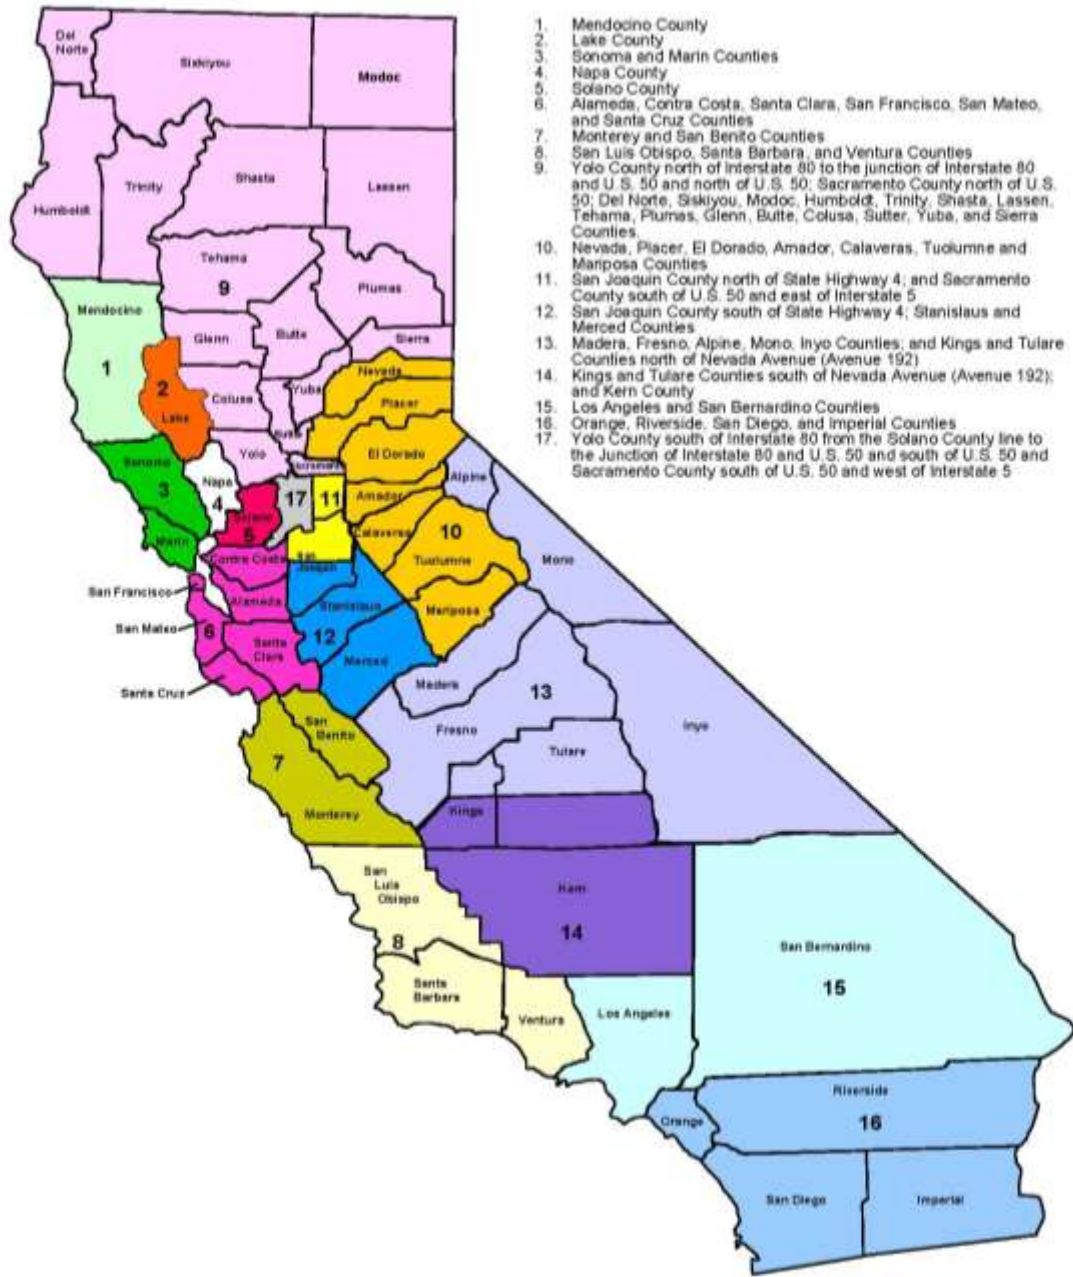 1. Mendocino County
2. Lake County
3. Sonoma and Marin Counties
4. Napa County
5. Solano County
6. Alameda, Contra Costa, Santa Clara, San Francisco, San Mateo,
and Santa Cruz Counties
7. Monterey and San Benito Counties
8. San Luis Obispo, Santa Barbara, and Ventura Counties
9. Yolo County north of Interstate 80 to the junction of Interstate 80
and U.S. 50 and north of U.S. 50; Sacramento County north of U.S.
50; Del Norte, Siskiyou, Modoc, Humboldt, Trinity, Shasta, Lassen,
Tehama, Plumas, Glenn, Butte, Colusa, Sutter, Yuba, and Sierra
Counties.
10. Nevada, Placer, El Dorado, Amador, Calaveras, Tuolumne and
Mariposa Counties
11. San Joaquin County north of State Highway 4; and Sacramento
County south of U.S. 50 and east of Interstate 5
12. San Joaquin County south of State Highway 4; Stanislaus and
Merced Counties
13. Madera, Fresno, Alpine, Mono, Inyo Counties; and Kings and Tulare
Counties north of Nevada Avenue (Avenue 192)
14. Kings and Tulare Counties south of Nevada Avenue (Avenue 192);
and Kern County
15. Los Angeles and San Bernardino Counties
16. Orange, Riverside, San Diego, and Imperial Counties
17. Yolo County south of Interstate 80 from the Solano County line to
the Junction of Interstate 80 and U.S. 50 and south of U.S. 50 and
Sacramento County south of U.S. 50 and west of Interstate 5
Del
Norte
Siskiyou
Modoc
Humboldt
Trinity
Shasta
Lassen
Tehama
9
Plumas
Mendocino
1
Glenn
Butte
Sierra
2
Lake
Colusa
Yuba
Nevada
Placer
Sonoma
3
Yolo
El Dorado
Alpine
Napa
4
17
11
Amador
Solano
5
Marin
Calaveras
10
Tuolumne
Mono
Contra Costa
San
Joaquin
San Francisco
Alameda
Stanislaus
Mariposa
San Mateo
6
Santa
Clara
12
Merced
Santa Cruz
Madera
13
San
Benito
Fresno
Inyo
Tulare
7
Monterey
Kings
San
Luis
Obispo
8
Kern
14
San Bernardino
15
Santa
Barbara
Ventura
Los Angeles
Riverside
16
Orange
San Diego
Imperial